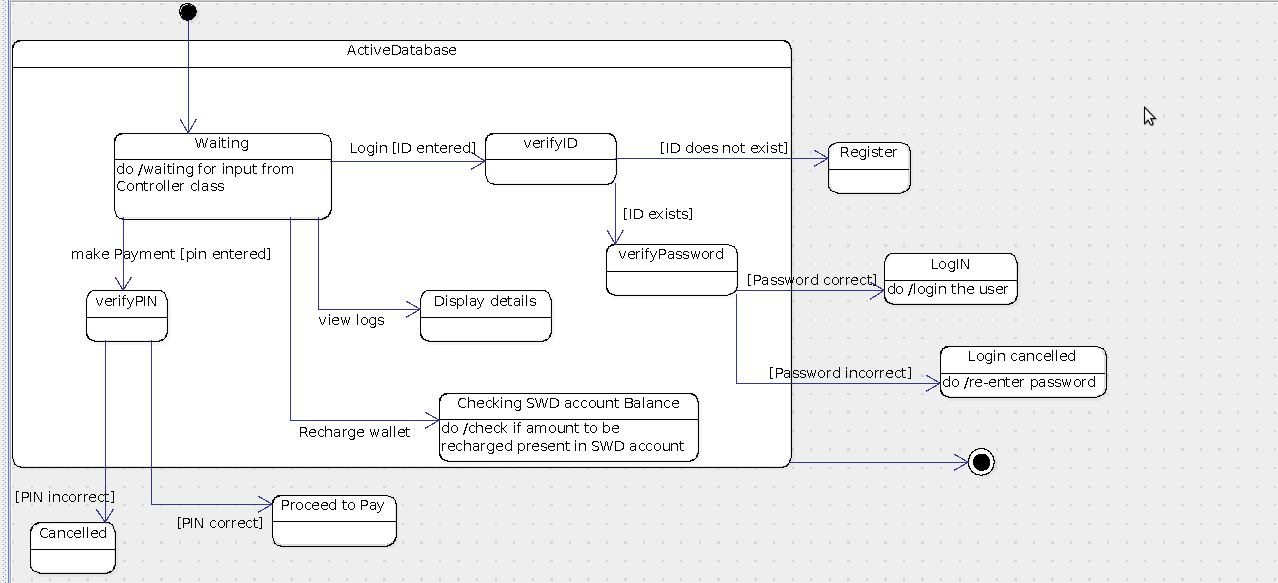 ActiveDatabase
Waiting
do /waiting for input from
Controller class
Login [ID entered]
verifyID
[ID does not exist]
Register
[ID exists]
verifyPassword
make Payment [pin entered]
verifyPIN
view logs
Display details
[Password correct]
LogIN
do /login the user
[Password incorrect]
Login cancelled
do /re-enter password
Recharge wallet
Checking SWD account Balance
do /check if amount to be
recharged present in SWD account
[PIN incorrect]
Cancelled
[PIN correct]
Proceed to Pay